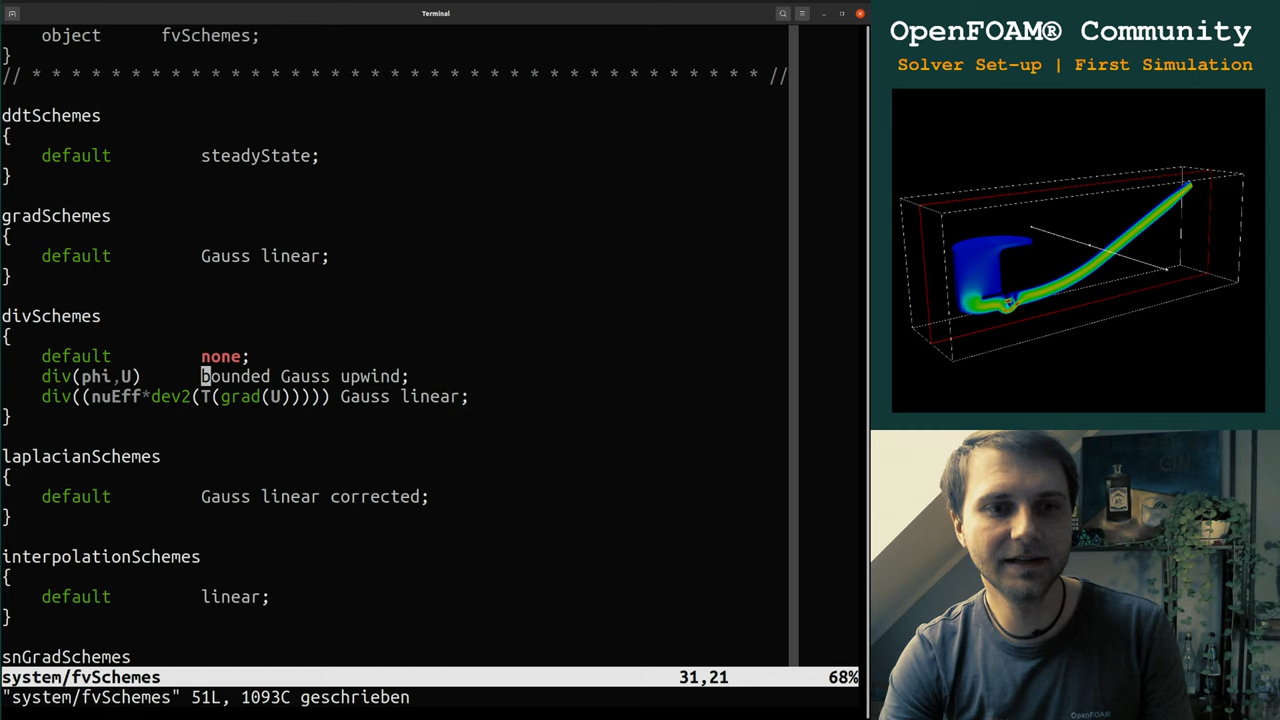 Terminal
object fvSchemes;
}
// * * * * * * * * * * * * * * * * * * * * * * * * * * * * * * * * * * * * * //
ddtSchemes
{
default steadyState;
}
gradSchemes
{
default Gauss linear;
}
divSchemes
{
default none;
div(phi,U) bounded Gauss upwind;
div((nuEff*dev2(T(grad(U))))) Gauss linear;
}
laplacianSchemes
{
default Gauss linear corrected;
}
interpolationSchemes
{
default linear;
}
snGradSchemes
system/fvSchemes 31,21 68%
"system/fvSchemes" 51L, 1093C geschrieben
OpenFOAM® Community
Solver Set-up | First Simulation
GIN
OpenFOAM®